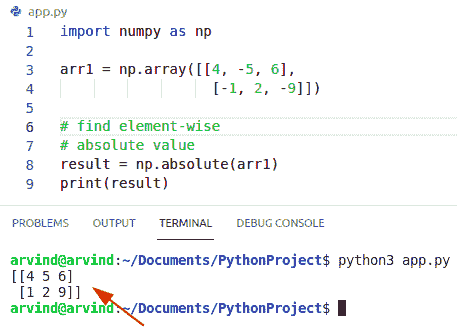 app.py
1 import numpy as np
2
3 arr1 = np.array([[4, -5, 6],
4 [-1, 2, -9]])
5
6 # find element-wise
7 # absolute value
8 result = np.absolute(arr1)
9 print(result)
PROBLEMS OUTPUT TERMINAL DEBUG CONSOLE
arvind@arvind:~/Documents/PythonProject$ python3 app.py
[[4 5 6]
 [1 2 9]]
arvind@arvind:~/Documents/PythonProject$